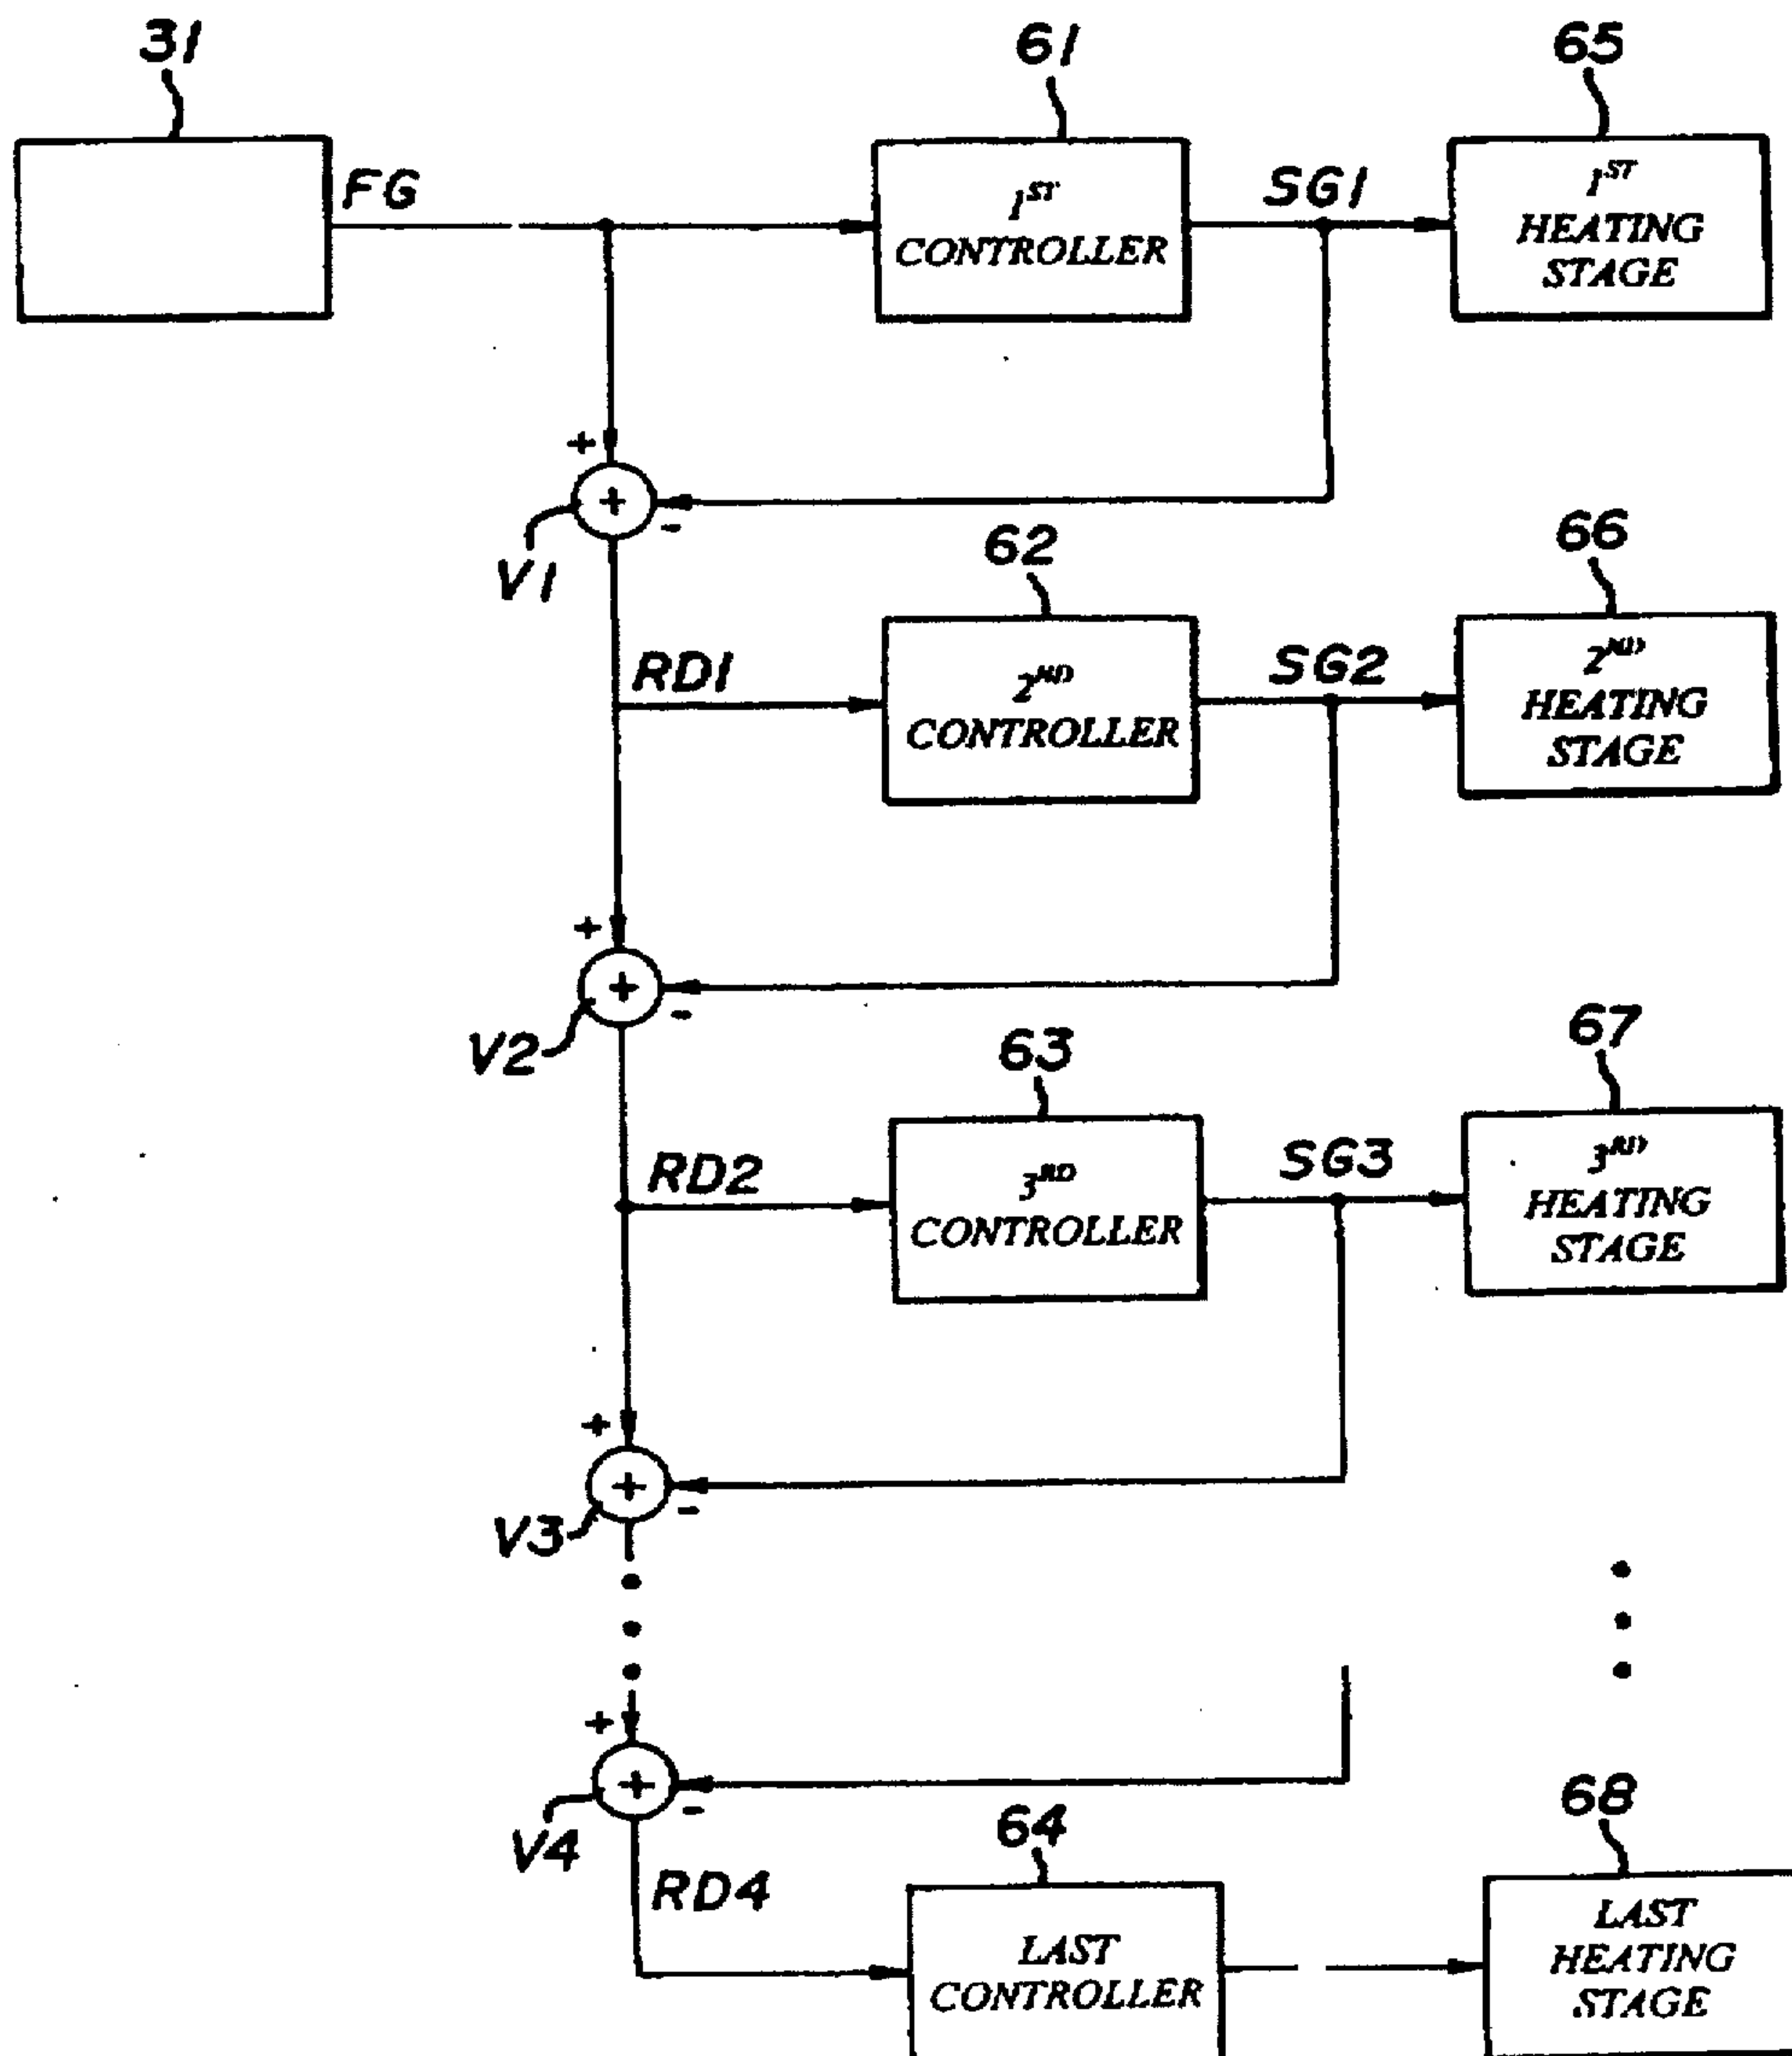 31
61
65
FG
1ST
CONTROLLER
SG1
1ST
HEATING
STAGE
+
+
-
V1
62
66
RD1
2ND
CONTROLLER
SG2
2ND
HEATING
STAGE
+
+
-
V2
63
67
RD2
3RD
CONTROLLER
SG3
3RD
HEATING
STAGE
+
+
-
V3
+
+
-
V4
64
68
RD4
LAST
CONTROLLER
LAST
HEATING
STAGE